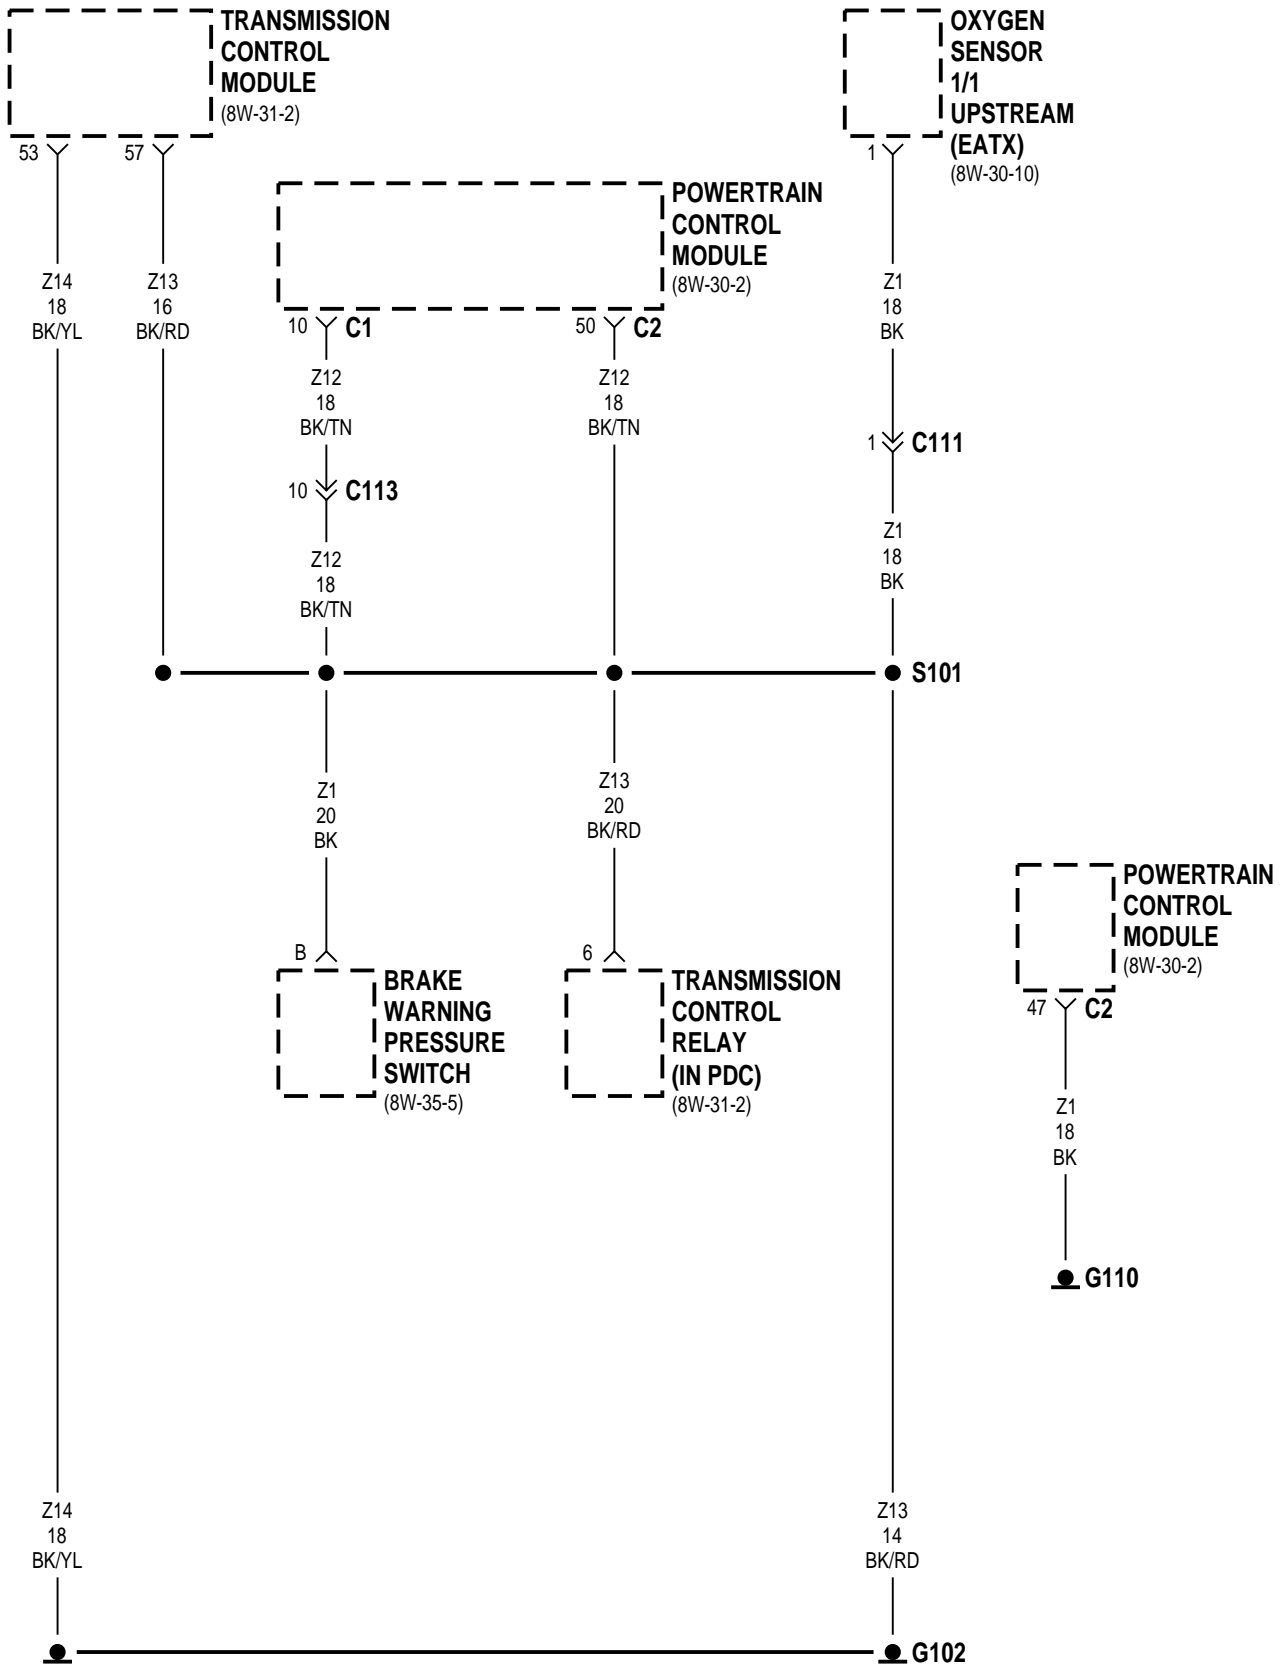 TRANSMISSION
CONTROL
MODULE
(8W-31-2)
OXYGEN
SENSOR
1/1
UPSTREAM
(EATX)
(8W-30-10)
53
57
1
POWERTRAIN
CONTROL
MODULE
(8W-30-2)
Z14
18
BK/YL
Z13
16
BK/RD
Z1
18
BK
10
C1
50
C2
Z12
18
BK/TN
Z12
18
BK/TN
1
C111
10
C113
Z1
18
BK
Z12
18
BK/TN
S101
Z1
20
BK
Z13
20
BK/RD
POWERTRAIN
CONTROL
MODULE
(8W-30-2)
B
6
BRAKE
WARNING
PRESSURE
SWITCH
(8W-35-5)
TRANSMISSION
CONTROL
RELAY
(IN PDC)
(8W-31-2)
47
C2
Z1
18
BK
G110
Z14
18
BK/YL
Z13
14
BK/RD
G102